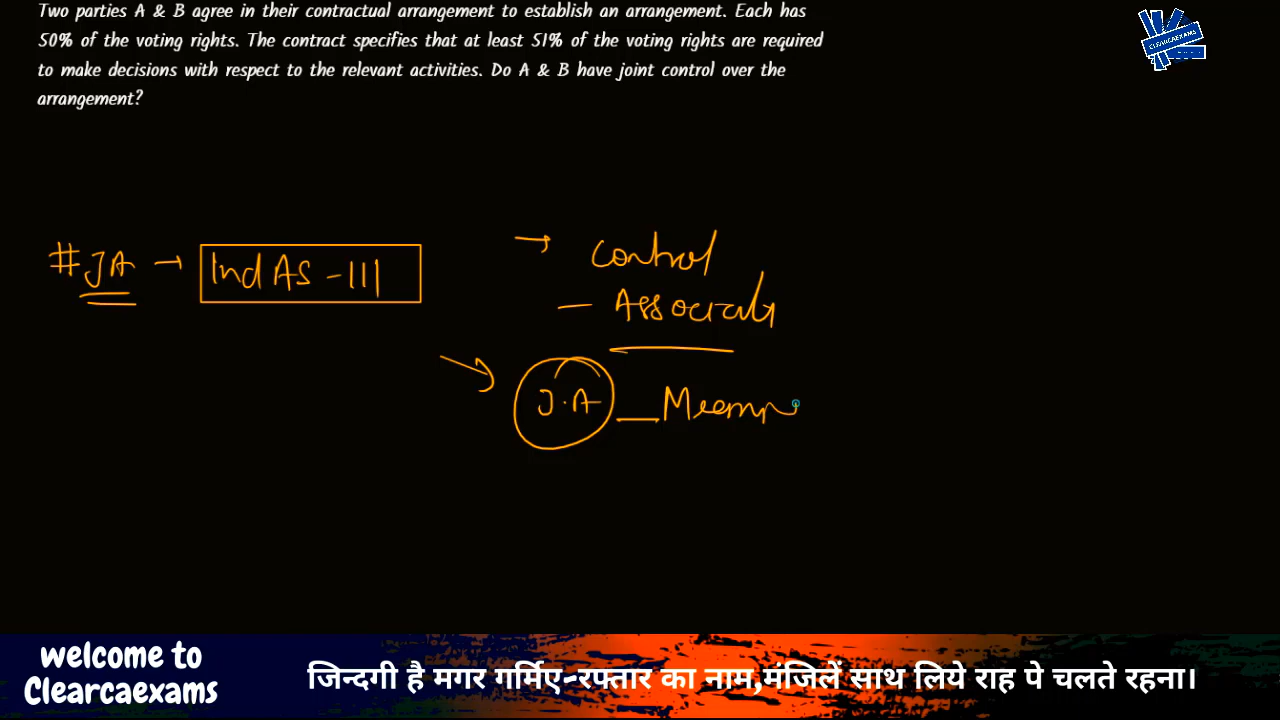 Two parties A & B agree in their contractual arrangement to establish an arrangement. Each has
50% of the voting rights. The contract specifies that at least 51% of the voting rights are required
to make decisions with respect to the relevant activities. Do A & B have joint control over the
arrangement?
CLEARCAEXAMS
#JA → Ind AS - 111
→ Control
— Associate
→ J.A
welcome to
Clearcaexams
जिन्दगी है मगर गर्मिए-रफ्तार का नाम,मंजिलें साथ लिये राह पे चलते रहना।